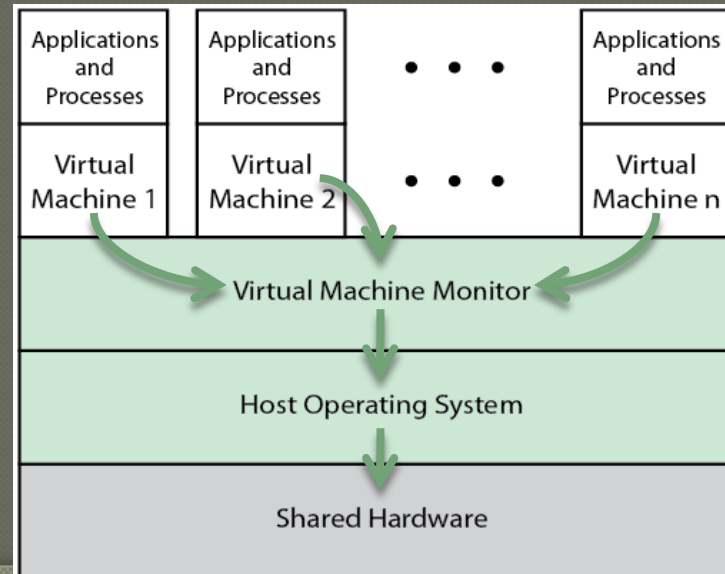 Applications
and
Processes
Applications
and
Processes
• • •
Applications
and
Processes
Virtual
Machine 1
Virtual
Machine 2
• • •
Virtual
Machine n
Virtual Machine Monitor
Host Operating System
Shared Hardware